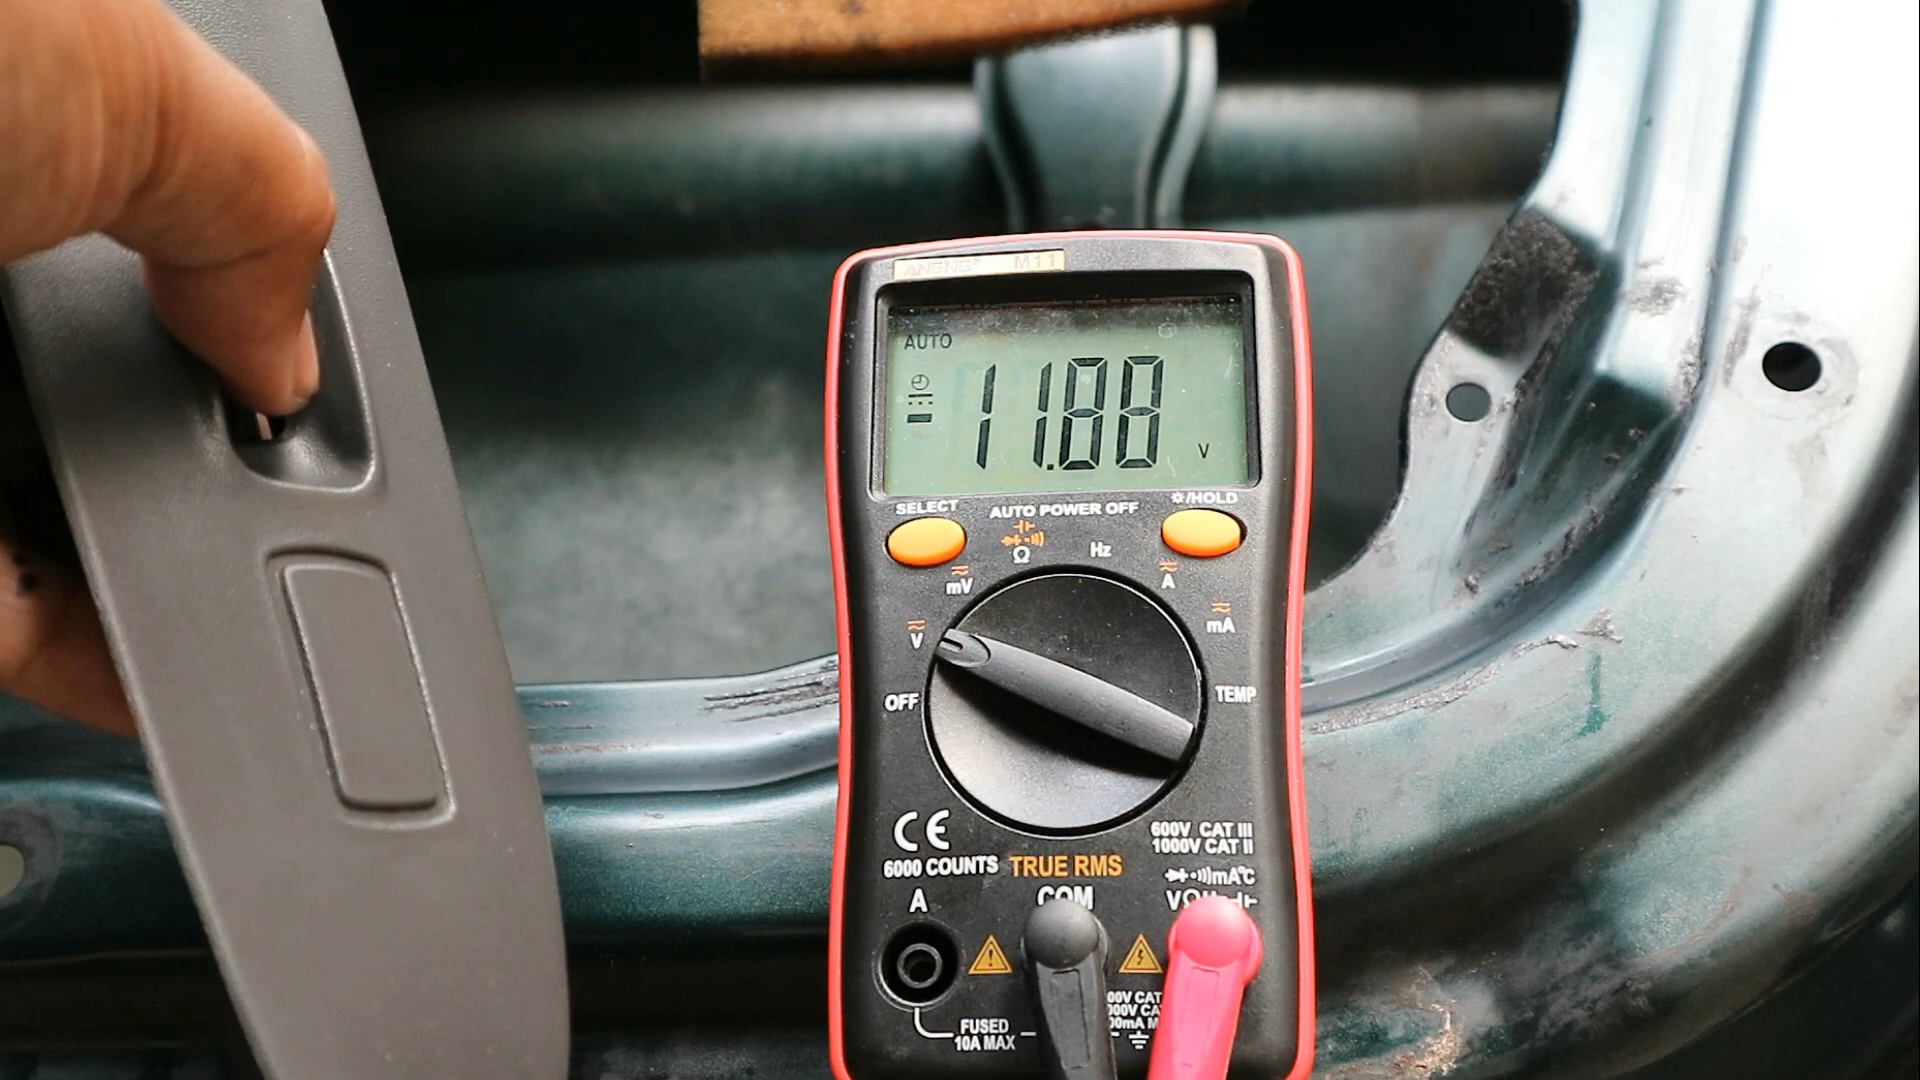 ANENG M11
AUTO
11.88 V
SELECT
AUTO POWER OFF
/HOLD
Ω
Hz
mV
A
V
mA
OFF
TEMP
CE
600V CAT III
1000V CAT II
6000 COUNTS
TRUE RMS
mA°C
A
COM
FUSED
10A MAX